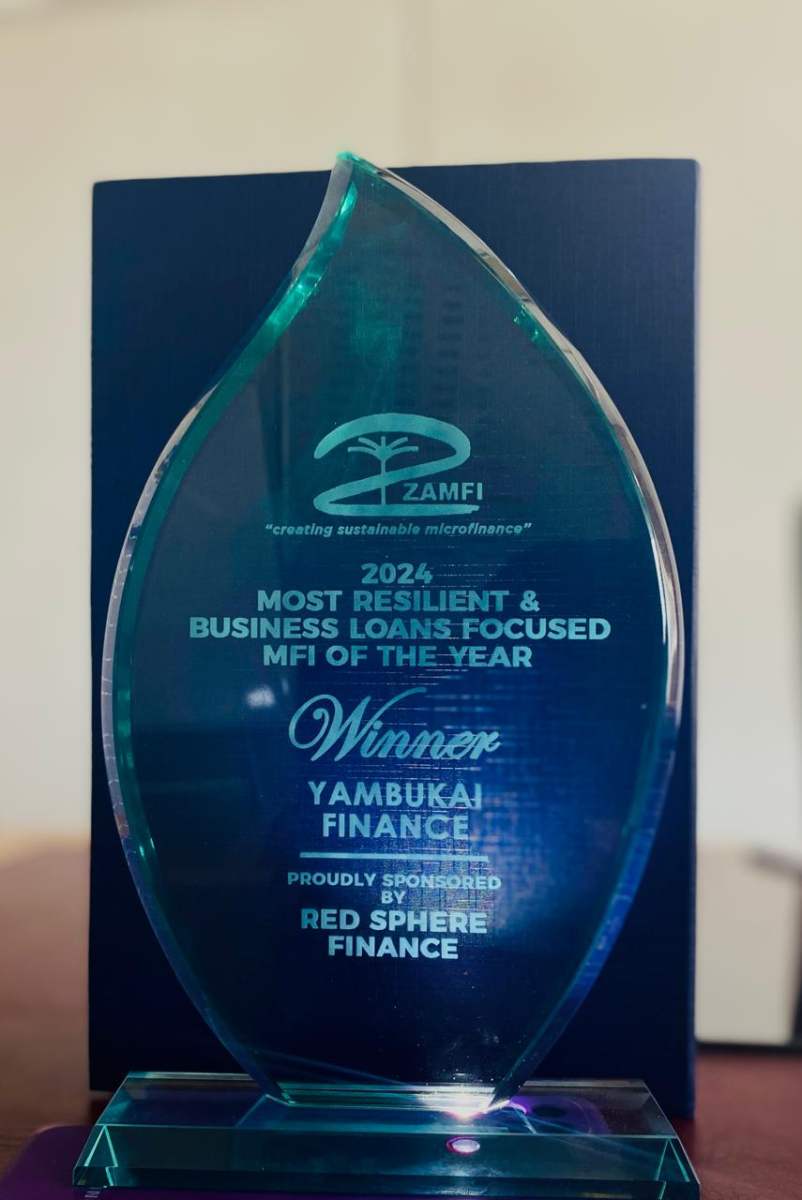 ZAMFI
“creating sustainable microfinance”
2024
MOST RESILIENT &
BUSINESS LOANS FOCUSED
MFI OF THE YEAR
Winner
YAMBUKAI
FINANCE
PROUDLY SPONSORED
BY
RED SPHERE
FINANCE